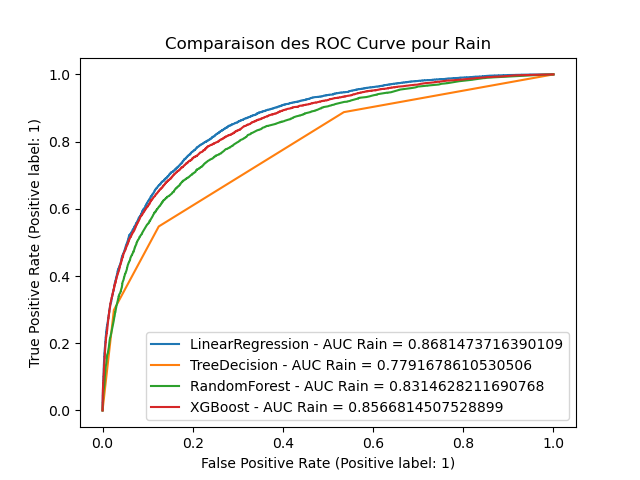 Comparaison des ROC Curve pour Rain
True Positive Rate (Positive label: 1)
1.0
0.8
0.6
0.4
0.2
0.0
LinearRegression - AUC Rain = 0.8681473716390109
TreeDecision - AUC Rain = 0.7791678610530506
RandomForest - AUC Rain = 0.8314628211690768
XGBoost - AUC Rain = 0.8566814507528899
0.0 0.2 0.4 0.6 0.8 1.0
False Positive Rate (Positive label: 1)